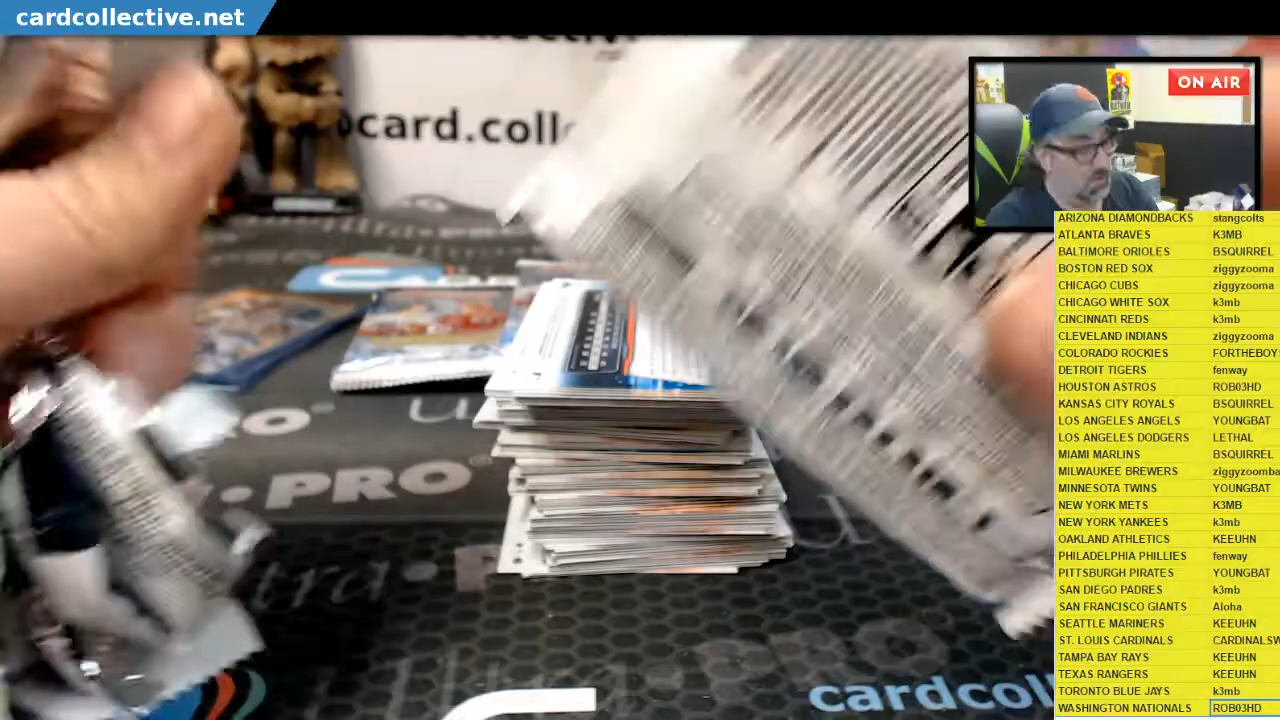 cardcollective.net
card.coll
ON AIR
ARIZONA DIAMONDBACKS stangcolts
ATLANTA BRAVES K3MB
BALTIMORE ORIOLES BSQUIRREL
BOSTON RED SOX ziggyzooma
CHICAGO CUBS ziggyzooma
CHICAGO WHITE SOX k3mb
CINCINNATI REDS k3mb
CLEVELAND INDIANS ziggyzooma
COLORADO ROCKIES FORTHEBOY
DETROIT TIGERS fenway
HOUSTON ASTROS ROB03HD
KANSAS CITY ROYALS BSQUIRREL
LOS ANGELES ANGELS YOUNGBAT
LOS ANGELES DODGERS LETHAL
MIAMI MARLINS BSQUIRREL
MILWAUKEE BREWERS ziggyzoomba
MINNESOTA TWINS YOUNGBAT
NEW YORK METS K3MB
NEW YORK YANKEES k3mb
OAKLAND ATHLETICS KEEUHN
PHILADELPHIA PHILLIES fenway
PITTSBURGH PIRATES YOUNGBAT
SAN DIEGO PADRES k3mb
SAN FRANCISCO GIANTS Aloha
SEATTLE MARINERS KEEUHN
ST. LOUIS CARDINALS CARDINALSW
TAMPA BAY RAYS KEEUHN
TEXAS RANGERS KEEUHN
TORONTO BLUE JAYS k3mb
WASHINGTON NATIONALS ROB03HD
PRO
PRO
cardcoll